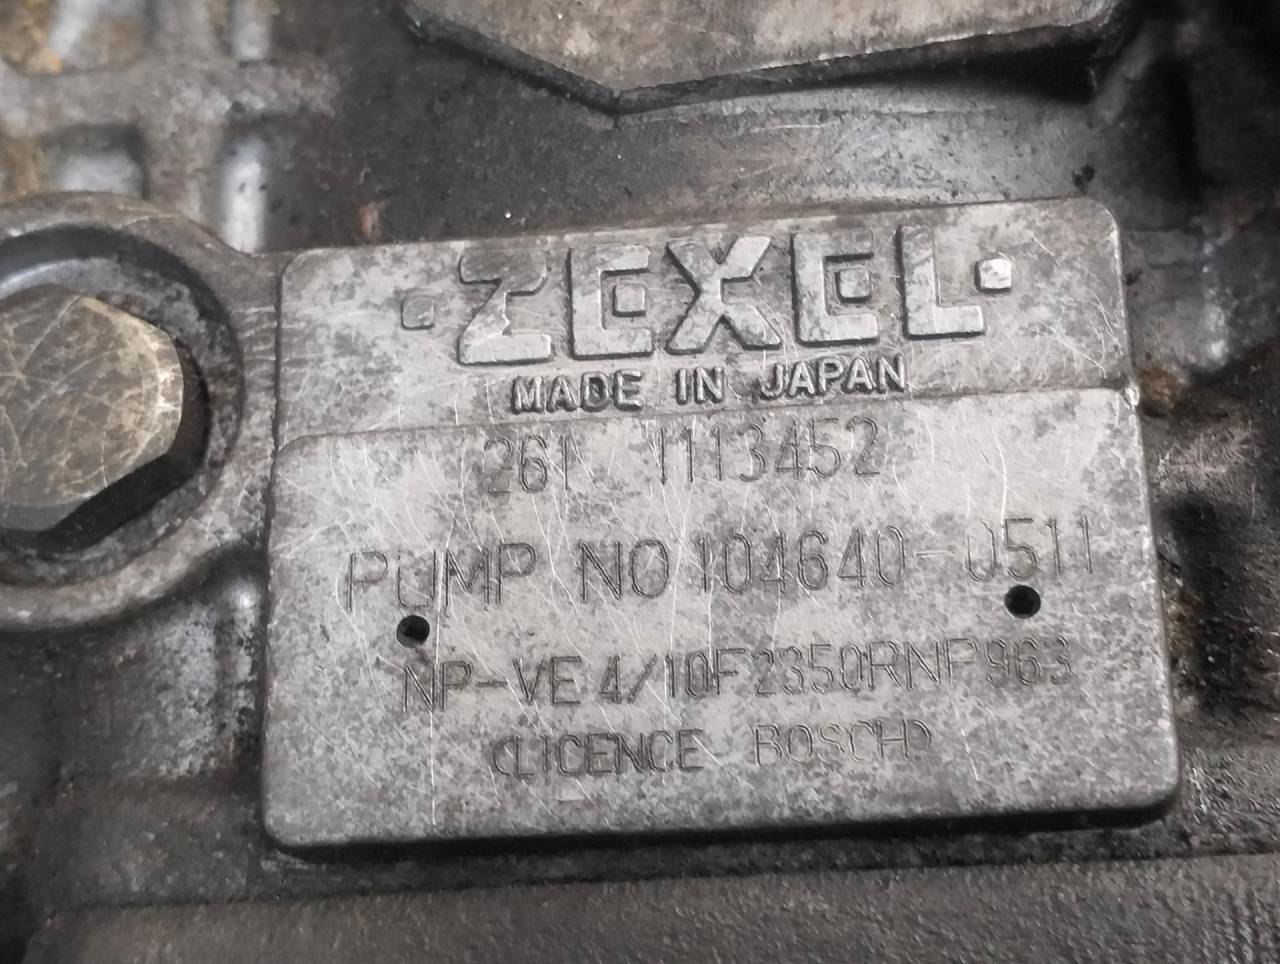 ZEXEL
MADE IN JAPAN
261 1113452
PUMP NO 104640-0511
NP-VE4/10F2350RNP963
(LICENCE BOSCH)